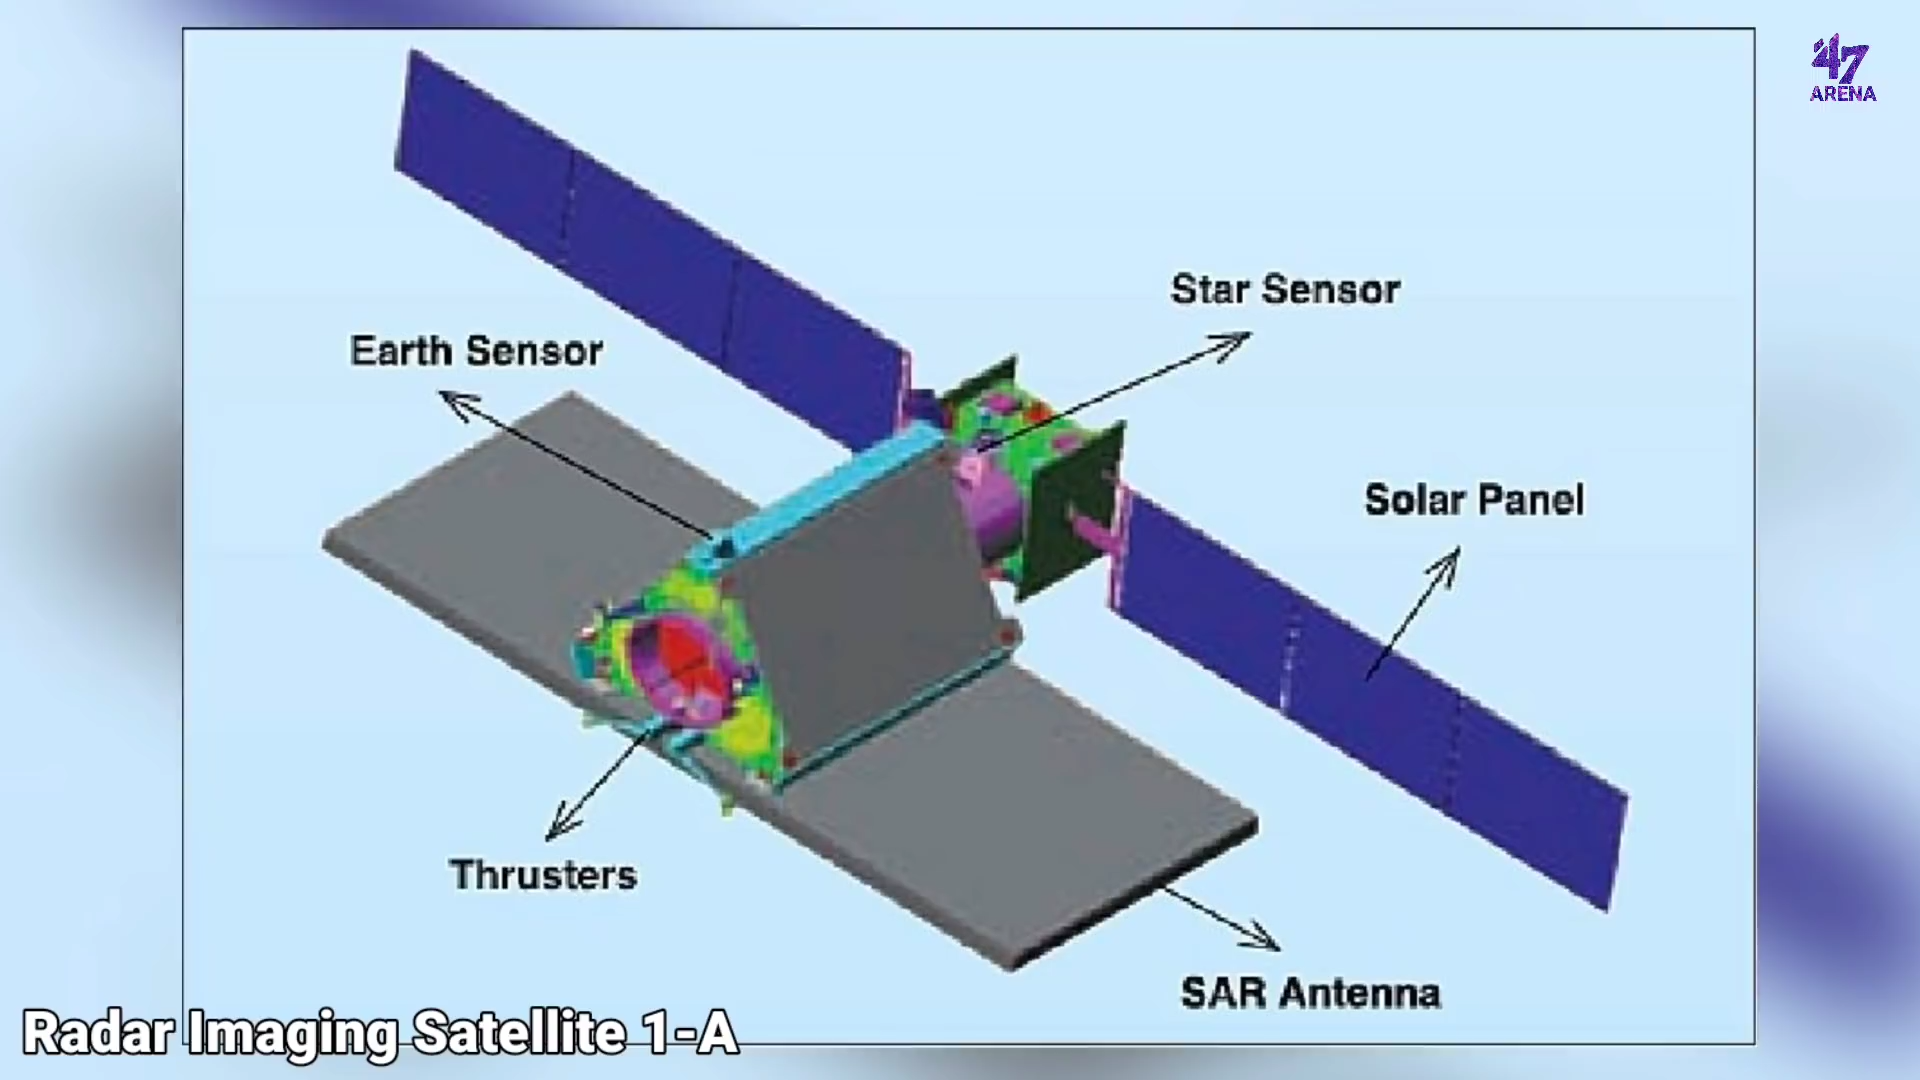 47
ARENA
Star Sensor
Earth Sensor
Solar Panel
Thrusters
SAR Antenna
Radar Imaging Satellite 1-A